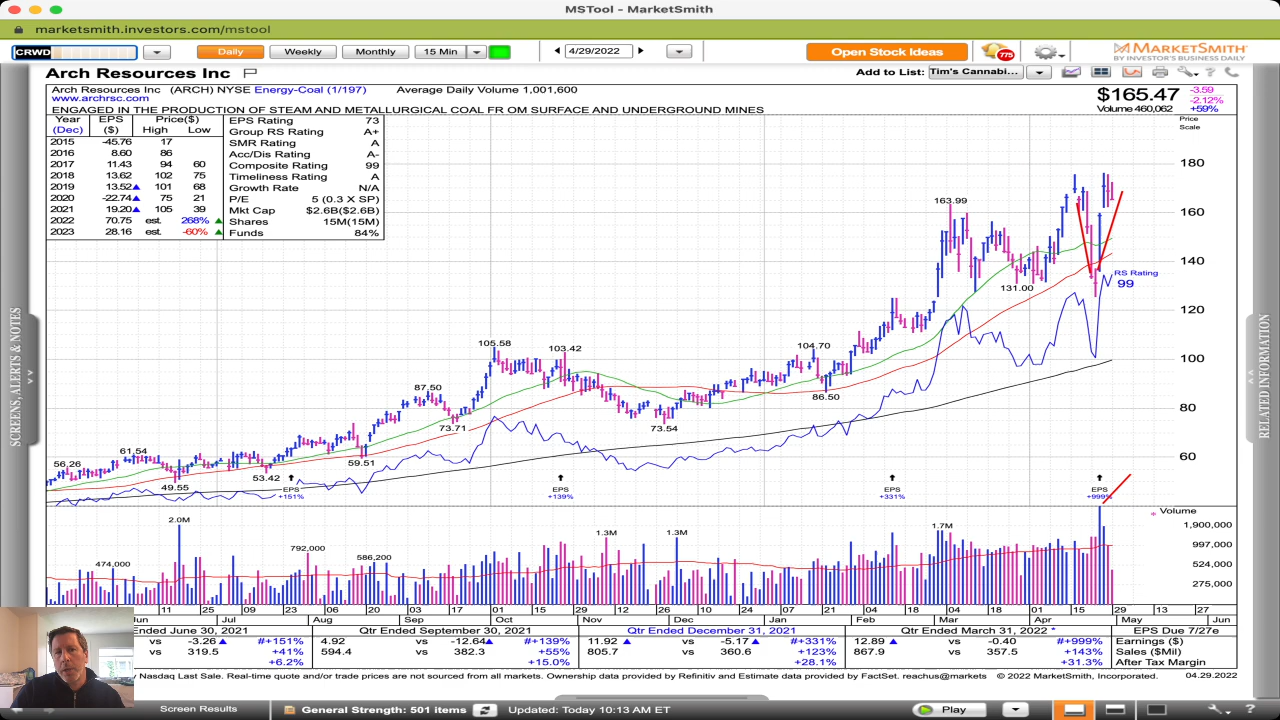 MSTool - MarketSmith
marketsmith.investors.com/mstool
CRWD Daily Weekly Monthly 15 Min 4/29/2022 Open Stock Ideas 775 MARKETSMITH
BY INVESTOR'S BUSINESS DAILY
Arch Resources Inc Add to List: Tim's Cannabi...
Arch Resources Inc (ARCH) NYSE Energy-Coal (1/197) Average Daily Volume 1,001,600
www.archrsc.com
ENGAGED IN THE PRODUCTION OF STEAM AND METALLURGICAL COAL FROM SURFACE AND UNDERGROUND MINES
$165.47 -3.59
-2.12%
Volume 460,062 +59%
Year EPS Price($)
(Dec) ($) High Low
2015 -45.76 17
2016 8.60 86
2017 11.43 94 60
2018 13.62 102 75
2019 13.52 101 68
2020 -22.74 75 21
2021 19.20 105 39
2022 70.75 est. 268%
2023 28.16 est. -60%
EPS Rating 73
Group RS Rating A+
SMR Rating A
Acc/Dis Rating A-
Composite Rating 99
Timeliness Rating A
Growth Rate N/A
P/E 5 (0.3 X SP)
Mkt Cap $2.6B($2.6B)
Shares 15M(15M)
Funds 84%
Price
Scale
180
160
140
120
100
80
60
163.99
131.00
RS Rating
99
105.58
103.42
104.70
87.50
86.50
73.71
73.54
61.54
56.26
59.51
53.42
49.55
EPS
+151%
EPS
+139%
EPS
+331%
EPS
+999%
* Volume
1,900,000
997,000
524,000
275,000
2.0M
474,000
792,000
586,200
1.3M
1.3M
1.7M
11 25 09 23 06 20 03 17 01 15 29 12 26 10 24 07 21 04 18 04 18 01 15 29 13 27
Jun Jul Aug Sep Oct Nov Dec Jan Feb Mar Apr May Jun
Ended June 30, 2021 Qtr Ended September 30, 2021 Qtr Ended December 31, 2021 Qtr Ended March 31, 2022 * EPS Due 7/27e
vs -3.26 #+151% 4.92 vs -12.64 #+139% 11.92 vs -5.17 #+331% 12.89 vs -0.40 #+999% Earnings ($)
vs 319.5 +41% 594.4 vs 382.3 +55% 805.7 vs 360.6 +123% 867.9 vs 357.5 +143% Sales ($Mil)
+6.2% +15.0% +28.1% +31.3% After Tax Margin
Nasdaq Last Sale. Real-time quote and/or trade prices are not sourced from all markets. Ownership data provided by Refinitiv and Estimate data provided by FactSet. reachus@markets © 2022 MarketSmith, Incorporated. 04.29.2022
SCREENS, ALERTS & NOTES
RELATED INFORMATION
Screen Results General Strength: 501 items Updated: Today 10:13 AM ET Play